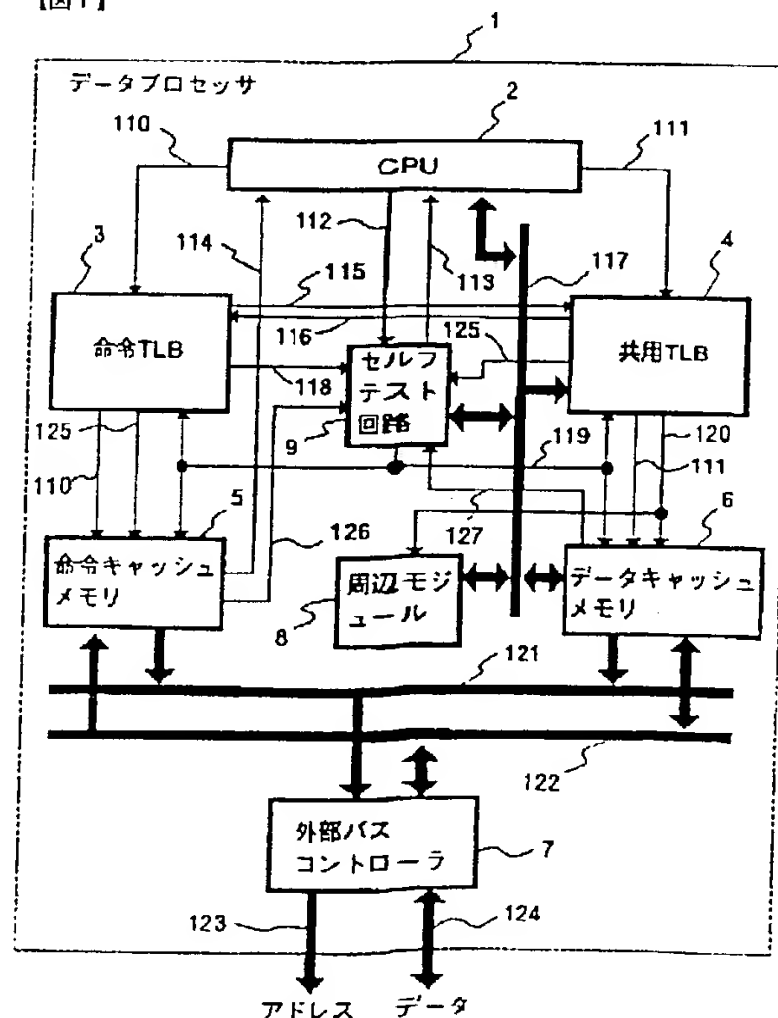 【図1】
1
データプロセッサ
2
110
CPU
111
112
114
113
3
4
115
117
116
125
命令TLB
セルフ
テスト
回路
共用TLB
118
9
119
120
125
110
111
5
126
127
6
命令キャッシュ
メモリ
周辺モジ
ュール
データキャッシュ
メモリ
8
121
122
外部バス
コントローラ
7
123
124
アドレス
データ